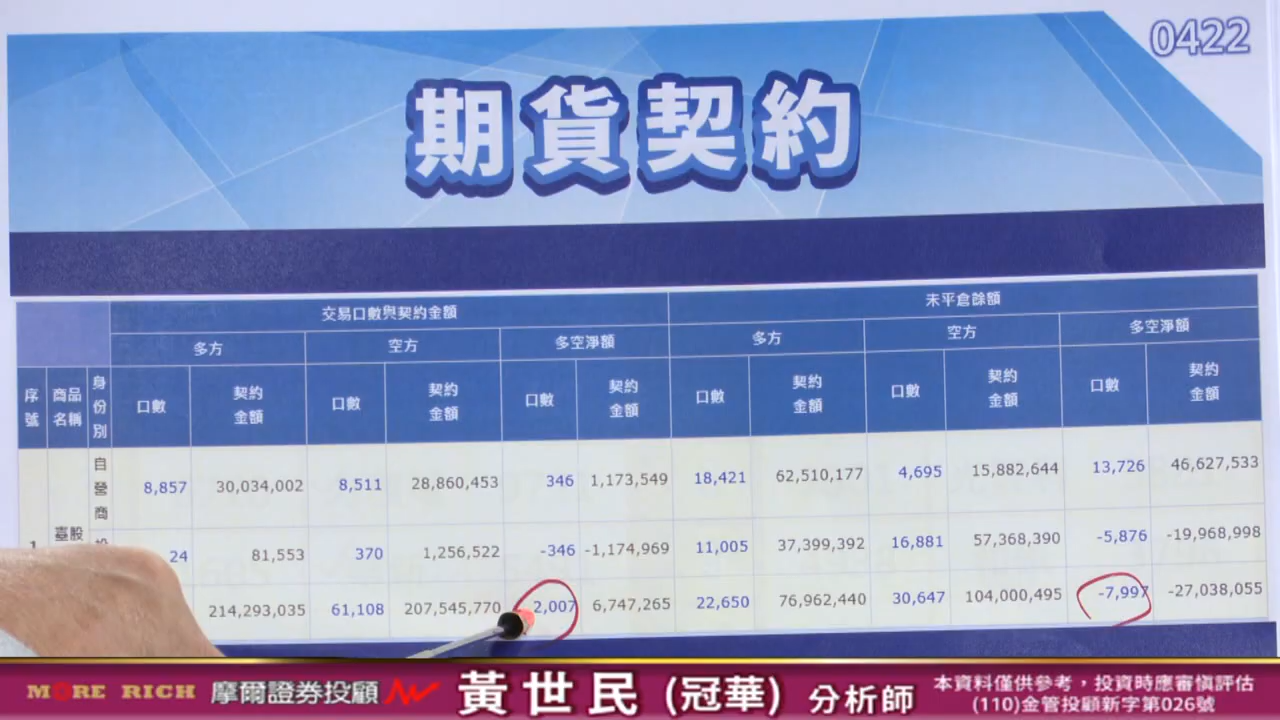 0422
期貨契約
交易口數與契約金額 未平倉餘額
多方 空方 多空淨額 多方 空方 多空淨額
序號 商品名稱 身份別 口數 契約金額 口數 契約金額 口數 契約金額 口數 契約金額 口數 契約金額 口數 契約金額
自營商 8,857 30,034,002 8,511 28,860,453 346 1,173,549 18,421 62,510,177 4,695 15,882,644 13,726 46,627,533
1 臺股 投 24 81,553 370 1,256,522 -346 -1,174,969 11,005 37,399,392 16,881 57,368,390 -5,876 -19,968,998
214,293,035 61,108 207,545,770 2,007 6,747,265 22,650 76,962,440 30,647 104,000,495 -7,997 -27,038,055
MORE RICH 摩爾證券投顧 黃世民 (冠華) 分析師
本資料僅供參考，投資時應審慎評估
(110)金管投顧新字第026號